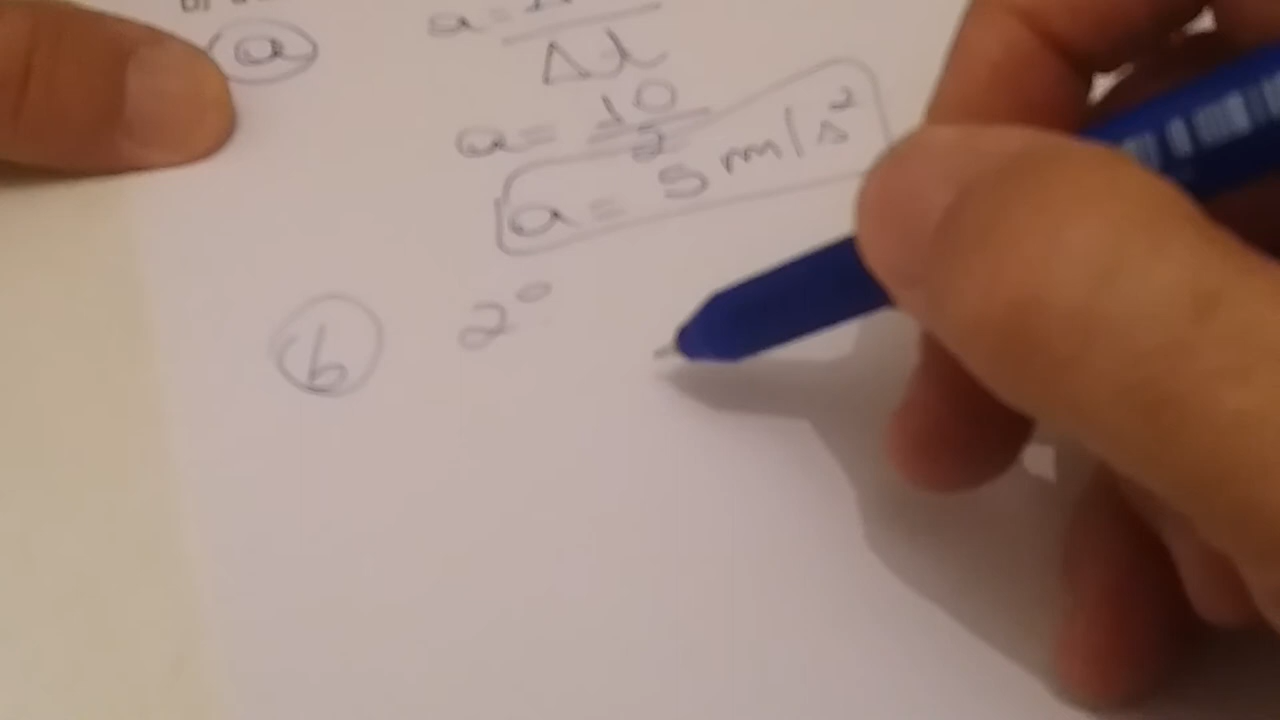 a
a =
Δt
a = 10
2
a = 5 m/s²
b 2°